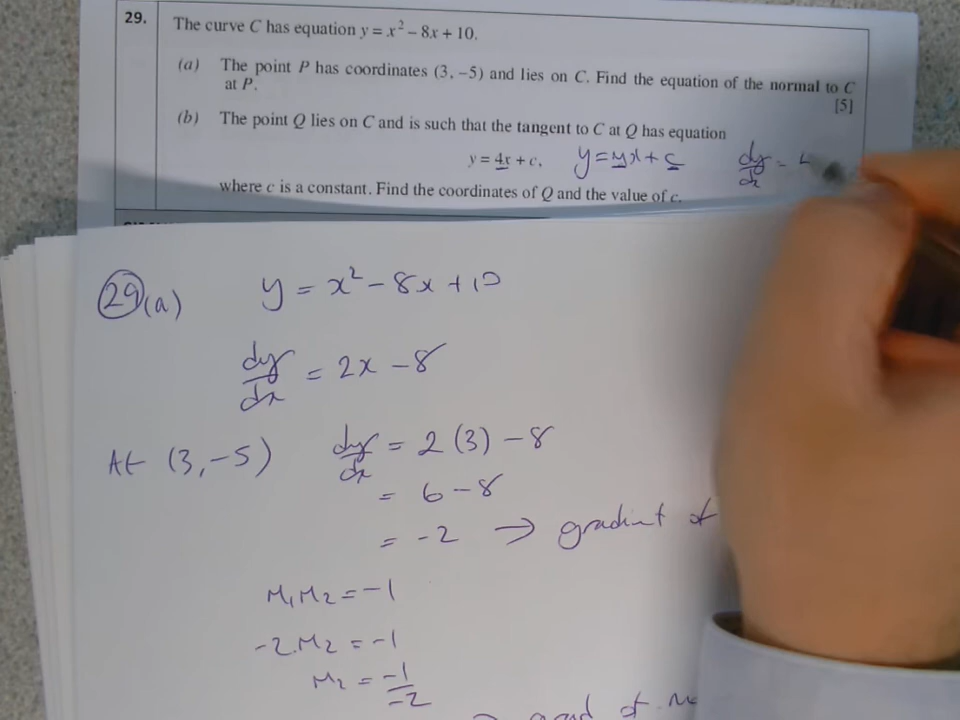 29. The curve C has equation y = x² – 8x + 10.
(a) The point P has coordinates (3, –5) and lies on C. Find the equation of the normal to C
at P. [5]
(b) The point Q lies on C and is such that the tangent to C at Q has equation
y = 4x + c, y = mx + c dy/dx = 4
where c is a constant. Find the coordinates of Q and the value of c.
29 (a) y = x² – 8x + 10
dy/dx = 2x – 8
At (3, –5) dy/dx = 2 (3) – 8
= 6 – 8
= –2 → gradient of
M₁M₂ = –1
–2.M₂ = –1
M₂ = –1/–2
→ grad of